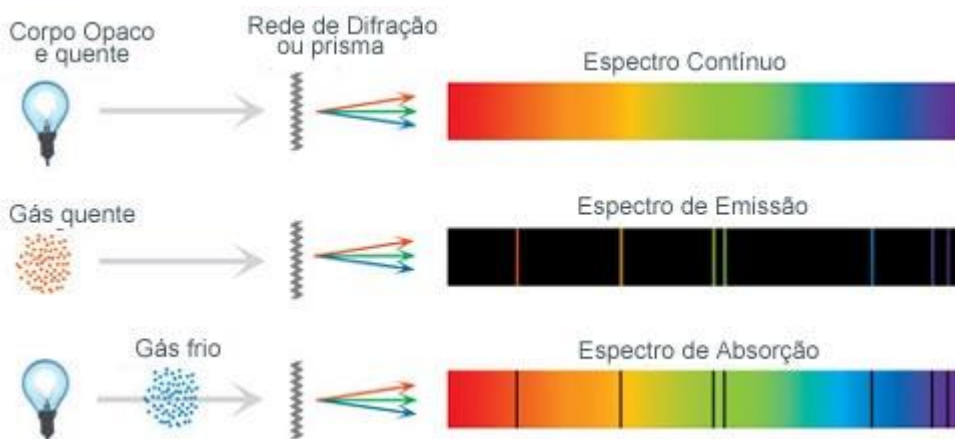 Corpo Opaco
e quente
Rede de Difração
ou prisma
Espectro Contínuo
Gás quente
Espectro de Emissão
Gás frio
Espectro de Absorção